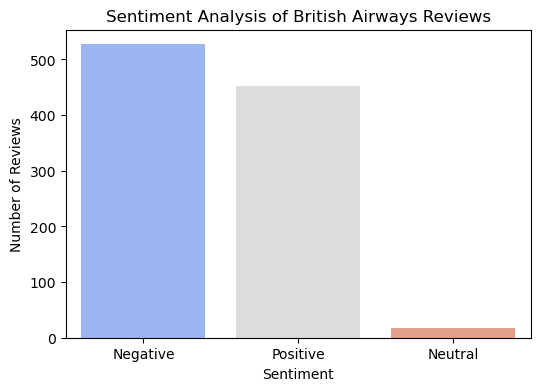 Sentiment Analysis of British Airways Reviews
Number of Reviews
500
400
300
200
100
0
Negative Positive Neutral
Sentiment